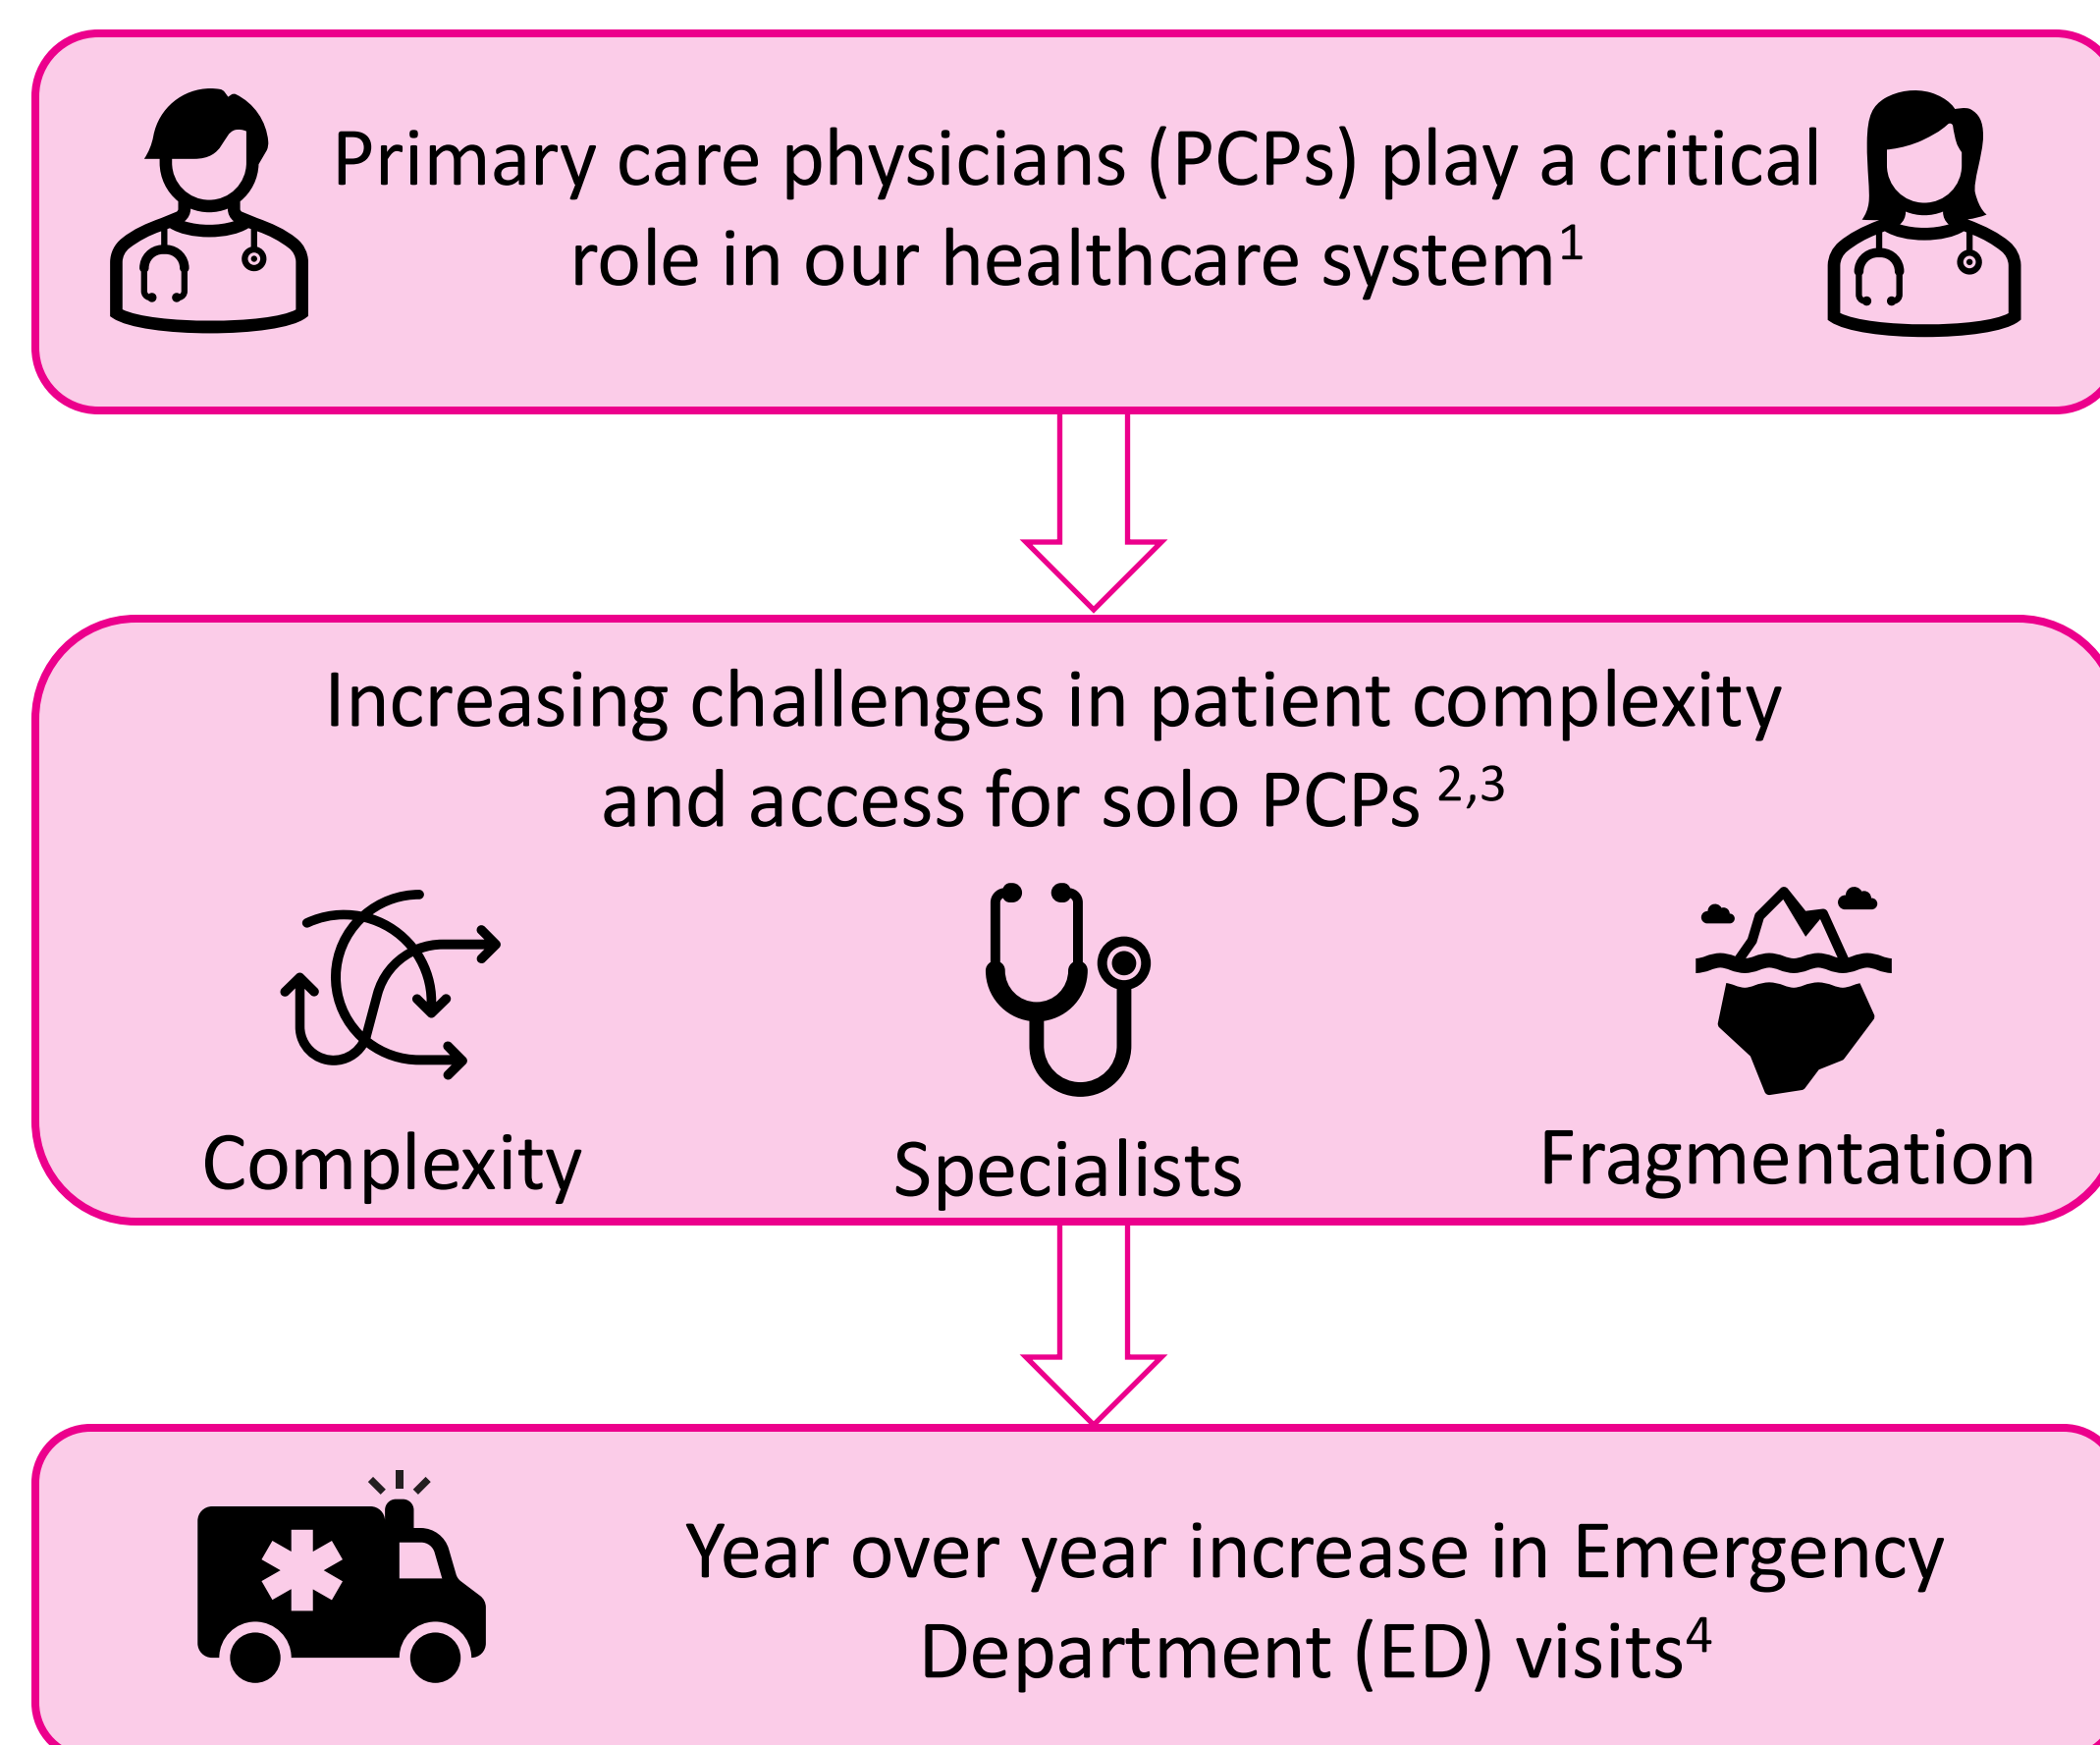 Primary care physicians (PCPs) play a critical
role in our healthcare system¹
Increasing challenges in patient complexity
and access for solo PCPs ²,³
Complexity
Specialists
Fragmentation
Year over year increase in Emergency
Department (ED) visits⁴